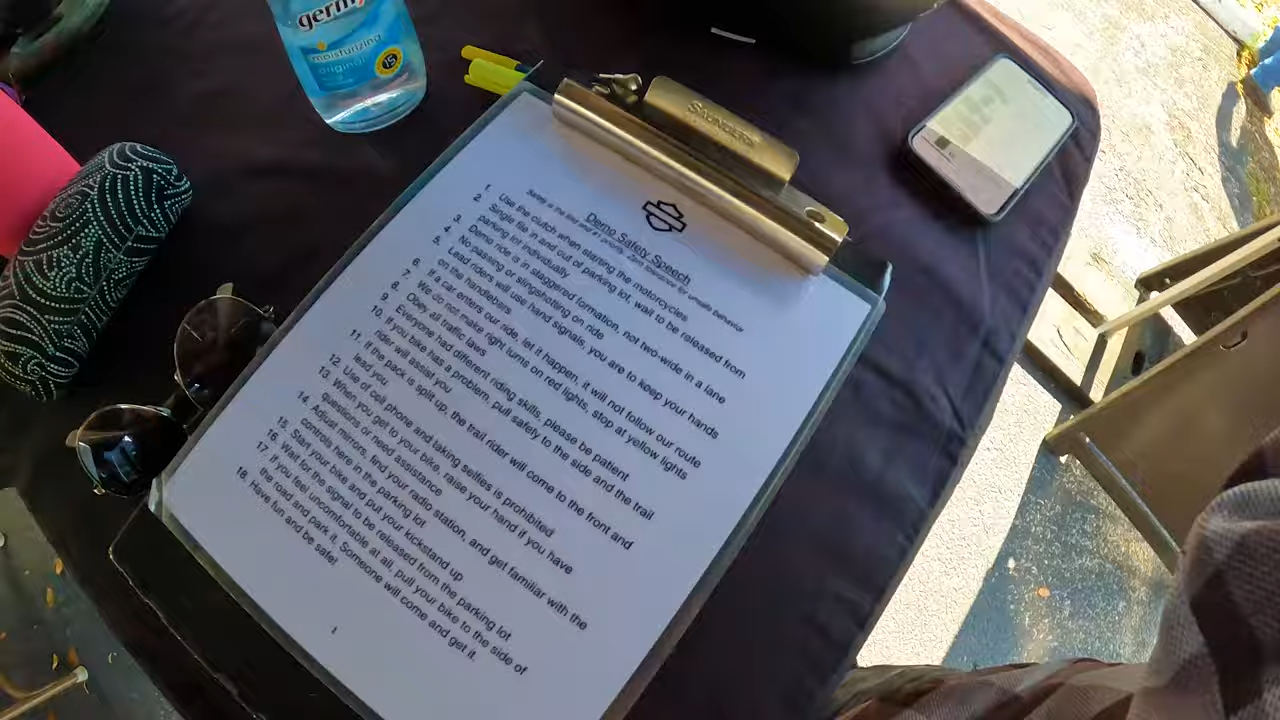 germ
moisturizing
original
15
SAUNDERS
Demo Safety Speech
Safety is the first and #1 priority. Zero tolerance for unsafe behavior
1. Use the clutch when starting the motorcycles
2. Single file in and out of parking lot, wait to be released from
parking lot individually
3. Demo ride is in staggered formation, not two-wide in a lane
4. No passing or slingshotting on ride
5. Lead riders will use hand signals, you are to keep your hands
on the handlebars
6. If a car enters our ride, let it happen, it will not follow our route
7. We do not make right turns on red lights, stop at yellow lights
8. Obey all traffic laws
9. Everyone had different riding skills, please be patient
10. If you bike has a problem, pull safety to the side and the trail
rider will assist you
11. If the pack is split up, the trail rider will come to the front and
lead you
12. Use of cell phone and taking selfies is prohibited
13. When you get to your bike, raise your hand if you have
questions or need assistance
14. Adjust mirrors, find your radio station, and get familiar with the
controls here in the parking lot
15. Start your bike and put your kickstand up
16. Wait for the signal to be released from the parking lot
17. If you feel uncomfortable at all, pull your bike to the side of
the road and park it. Someone will come and get it.
18. Have fun and be safe!